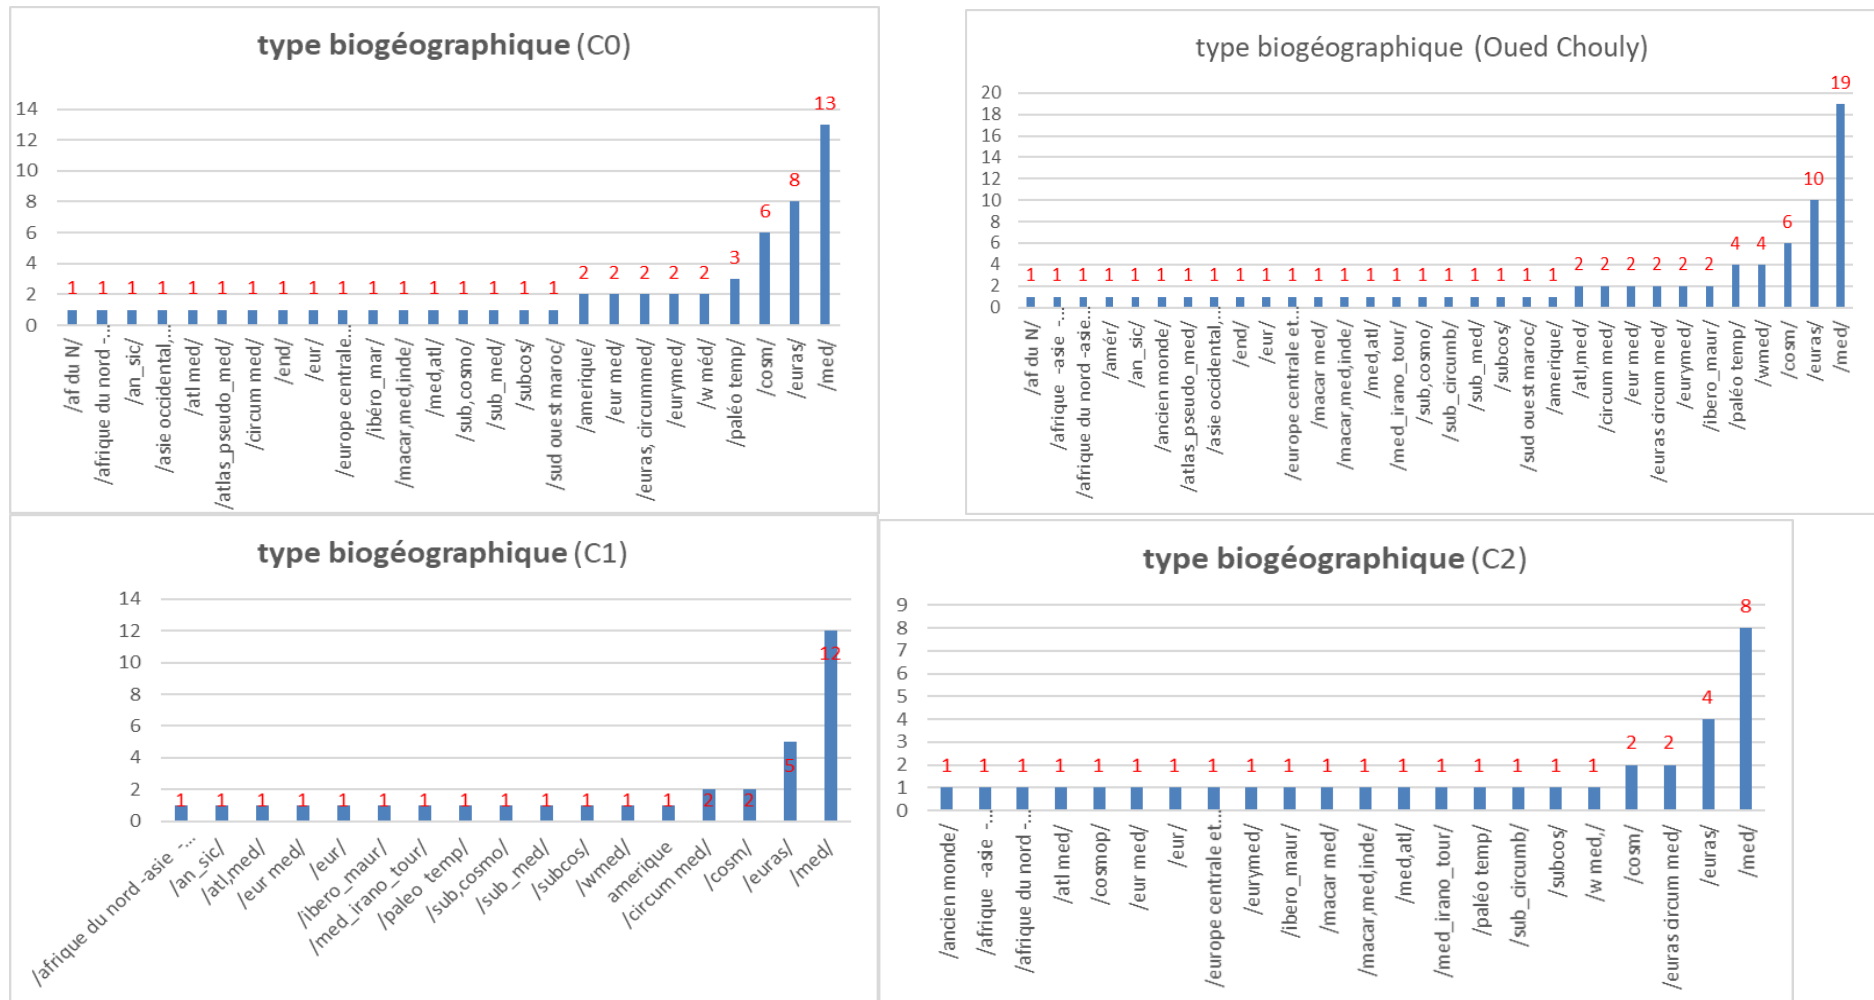 type biogéographique (C0)
14
12
10
8
6
4
2
0
1 1 1 1 1 1 1 1 1 1 1 1 1 1 1 1 1 2 2 2 2 2 3 6 8 13
/af du N/
/afrique du nord -...
/an_sic/
/asie occidental,...
/atl med/
/atlas_pseudo_med/
/circum med/
/end/
/eur/
/europe centrale...
/ibéro_mar/
/macar,med,inde/
/med,atl/
/sub,cosmo/
/sub_med/
/subcos/
/sud ouest maroc/
/amerique/
/eur med/
/euras, circummed/
/eurymed/
/w méd/
/paléo temp/
/cosm/
/euras/
/med/
type biogéographique (Oued Chouly)
20
18
16
14
12
10
8
6
4
2
0
1 1 1 1 1 1 1 1 1 1 1 1 1 1 1 1 1 1 1 1 1 2 2 2 2 2 2 4 4 6 10 19
/af du N/
/afrique -asie -...
/afrique du nord -asie...
/amér/
/an_sic/
/ancien monde/
/atlas_pseudo_med/
/asie occidental,...
/end/
/eur/
/europe centrale et...
/macar med/
/macar,med,inde/
/med,atl/
/med_irano_tour/
/sub,cosmo/
/sub_circumb/
/sub_med/
/subcos/
/sud ouest maroc/
/amerique/
/atl,med/
/circum med/
/eur med/
/euras circum med/
/eurymed/
/ibero_maur/
/paléo temp/
/wmed/
/cosm/
/euras/
/med/
type biogéographique (C1)
14
12
10
8
6
4
2
0
1 1 1 1 1 1 1 1 1 1 1 1 1 2 2 5 12
/afrique du nord -asie -...
/an_sic/
/atl,med/
/eur med/
/eur/
/ibero_maur/
/med_irano_tour/
/paleo temp/
/sub,cosmo/
/sub_med/
/subcos/
/wmed/
amerique
/circum med/
/cosm/
/euras/
/med/
type biogéographique (C2)
9
8
7
6
5
4
3
2
1
0
1 1 1 1 1 1 1 1 1 1 1 1 1 1 1 1 1 1 2 2 4 8
/ancien monde/
/afrique -asie -...
/afrique du nord -...
/atl med/
/cosmop/
/eur med/
/eur/
/europe centrale et...
/eurymed/
/ibero_maur/
/macar med/
/macar,med,inde/
/med,atl/
/med_irano_tour/
/paléo temp/
/sub_circumb/
/subcos/
/w med,/
/cosm/
/euras circum med/
/euras/
/med/